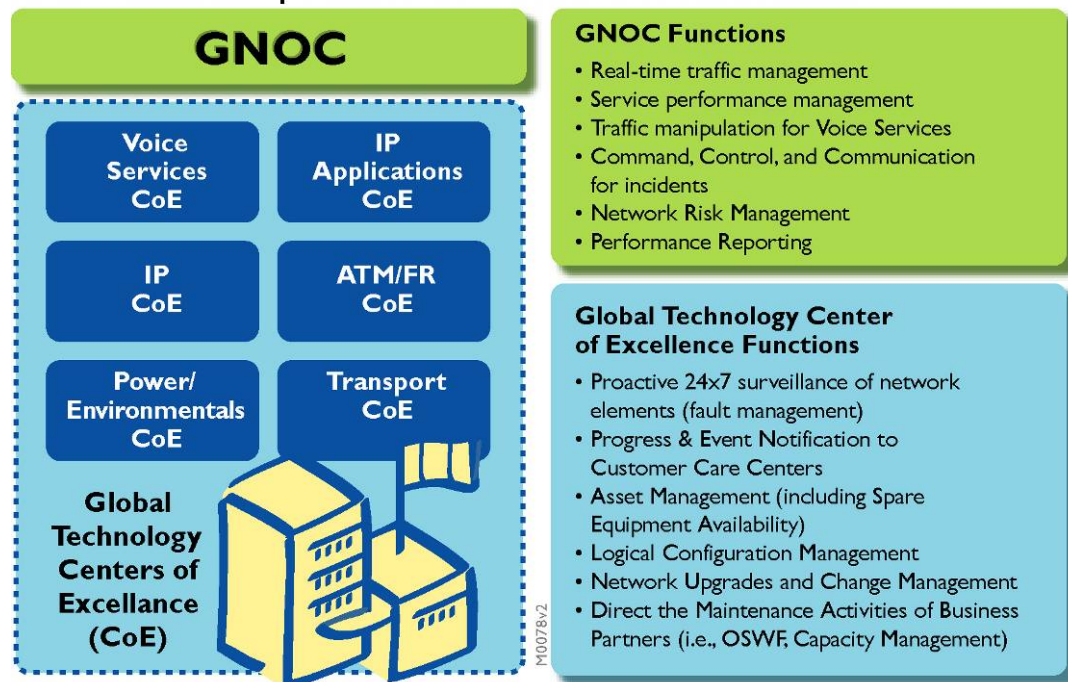 GNOC
Voice
Services
CoE
IP
Applications
CoE
IP
CoE
ATM/FR
CoE
Power/
Environmentals
CoE
Transport
CoE
Global
Technology
Centers of
Excellance
(CoE)
M0078v2
GNOC Functions
• Real-time traffic management
• Service performance management
• Traffic manipulation for Voice Services
• Command, Control, and Communication
for incidents
• Network Risk Management
• Performance Reporting
Global Technology Center
of Excellence Functions
• Proactive 24x7 surveillance of network
elements (fault management)
• Progress & Event Notification to
Customer Care Centers
• Asset Management (including Spare
Equipment Availability)
• Logical Configuration Management
• Network Upgrades and Change Management
• Direct the Maintenance Activities of Business
Partners (i.e., OSWF, Capacity Management)